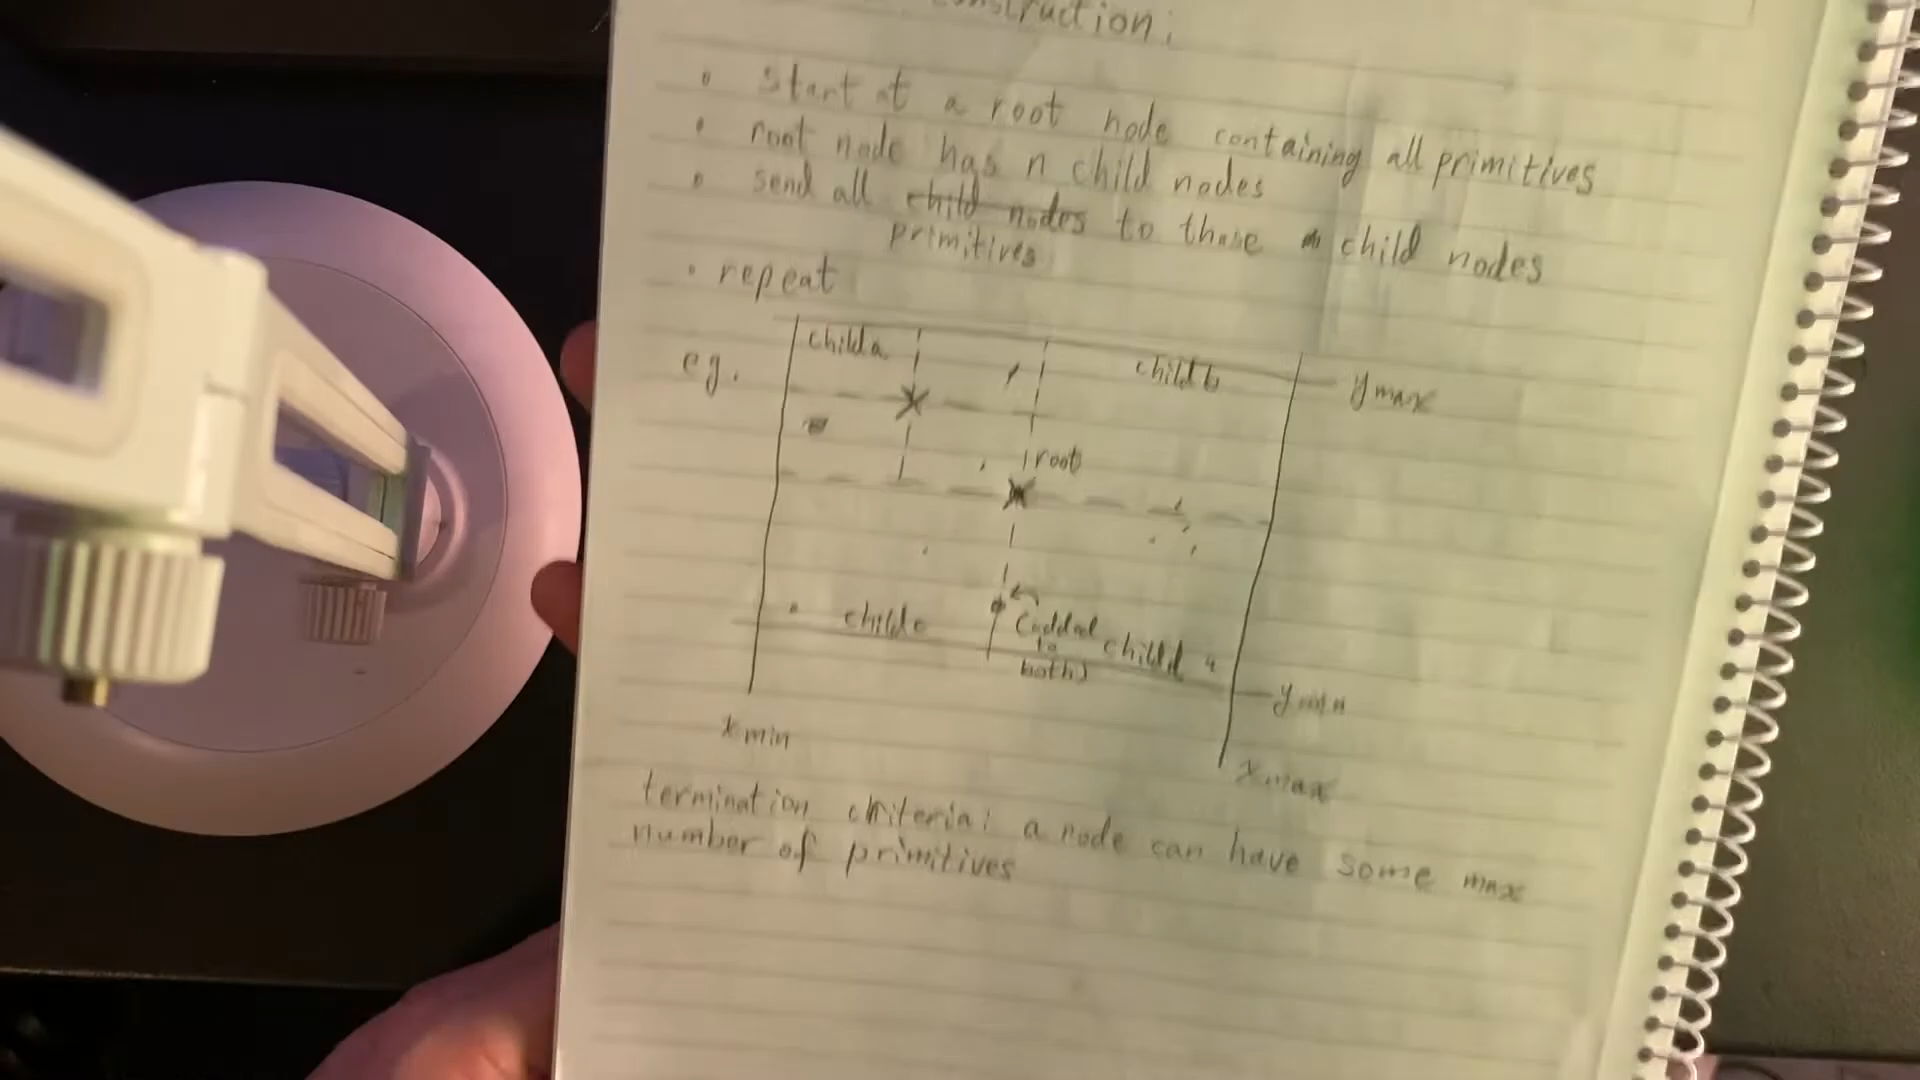 construction:
• start at a root node containing all primitives
• root node has n child nodes
• send all child nodes to those child nodes
primitives
• repeat
eg.
child a
child b
y max
root
child c
(added
to
both)
child d
y min
x min
x max
termination criteria: a node can have some max
number of primitives